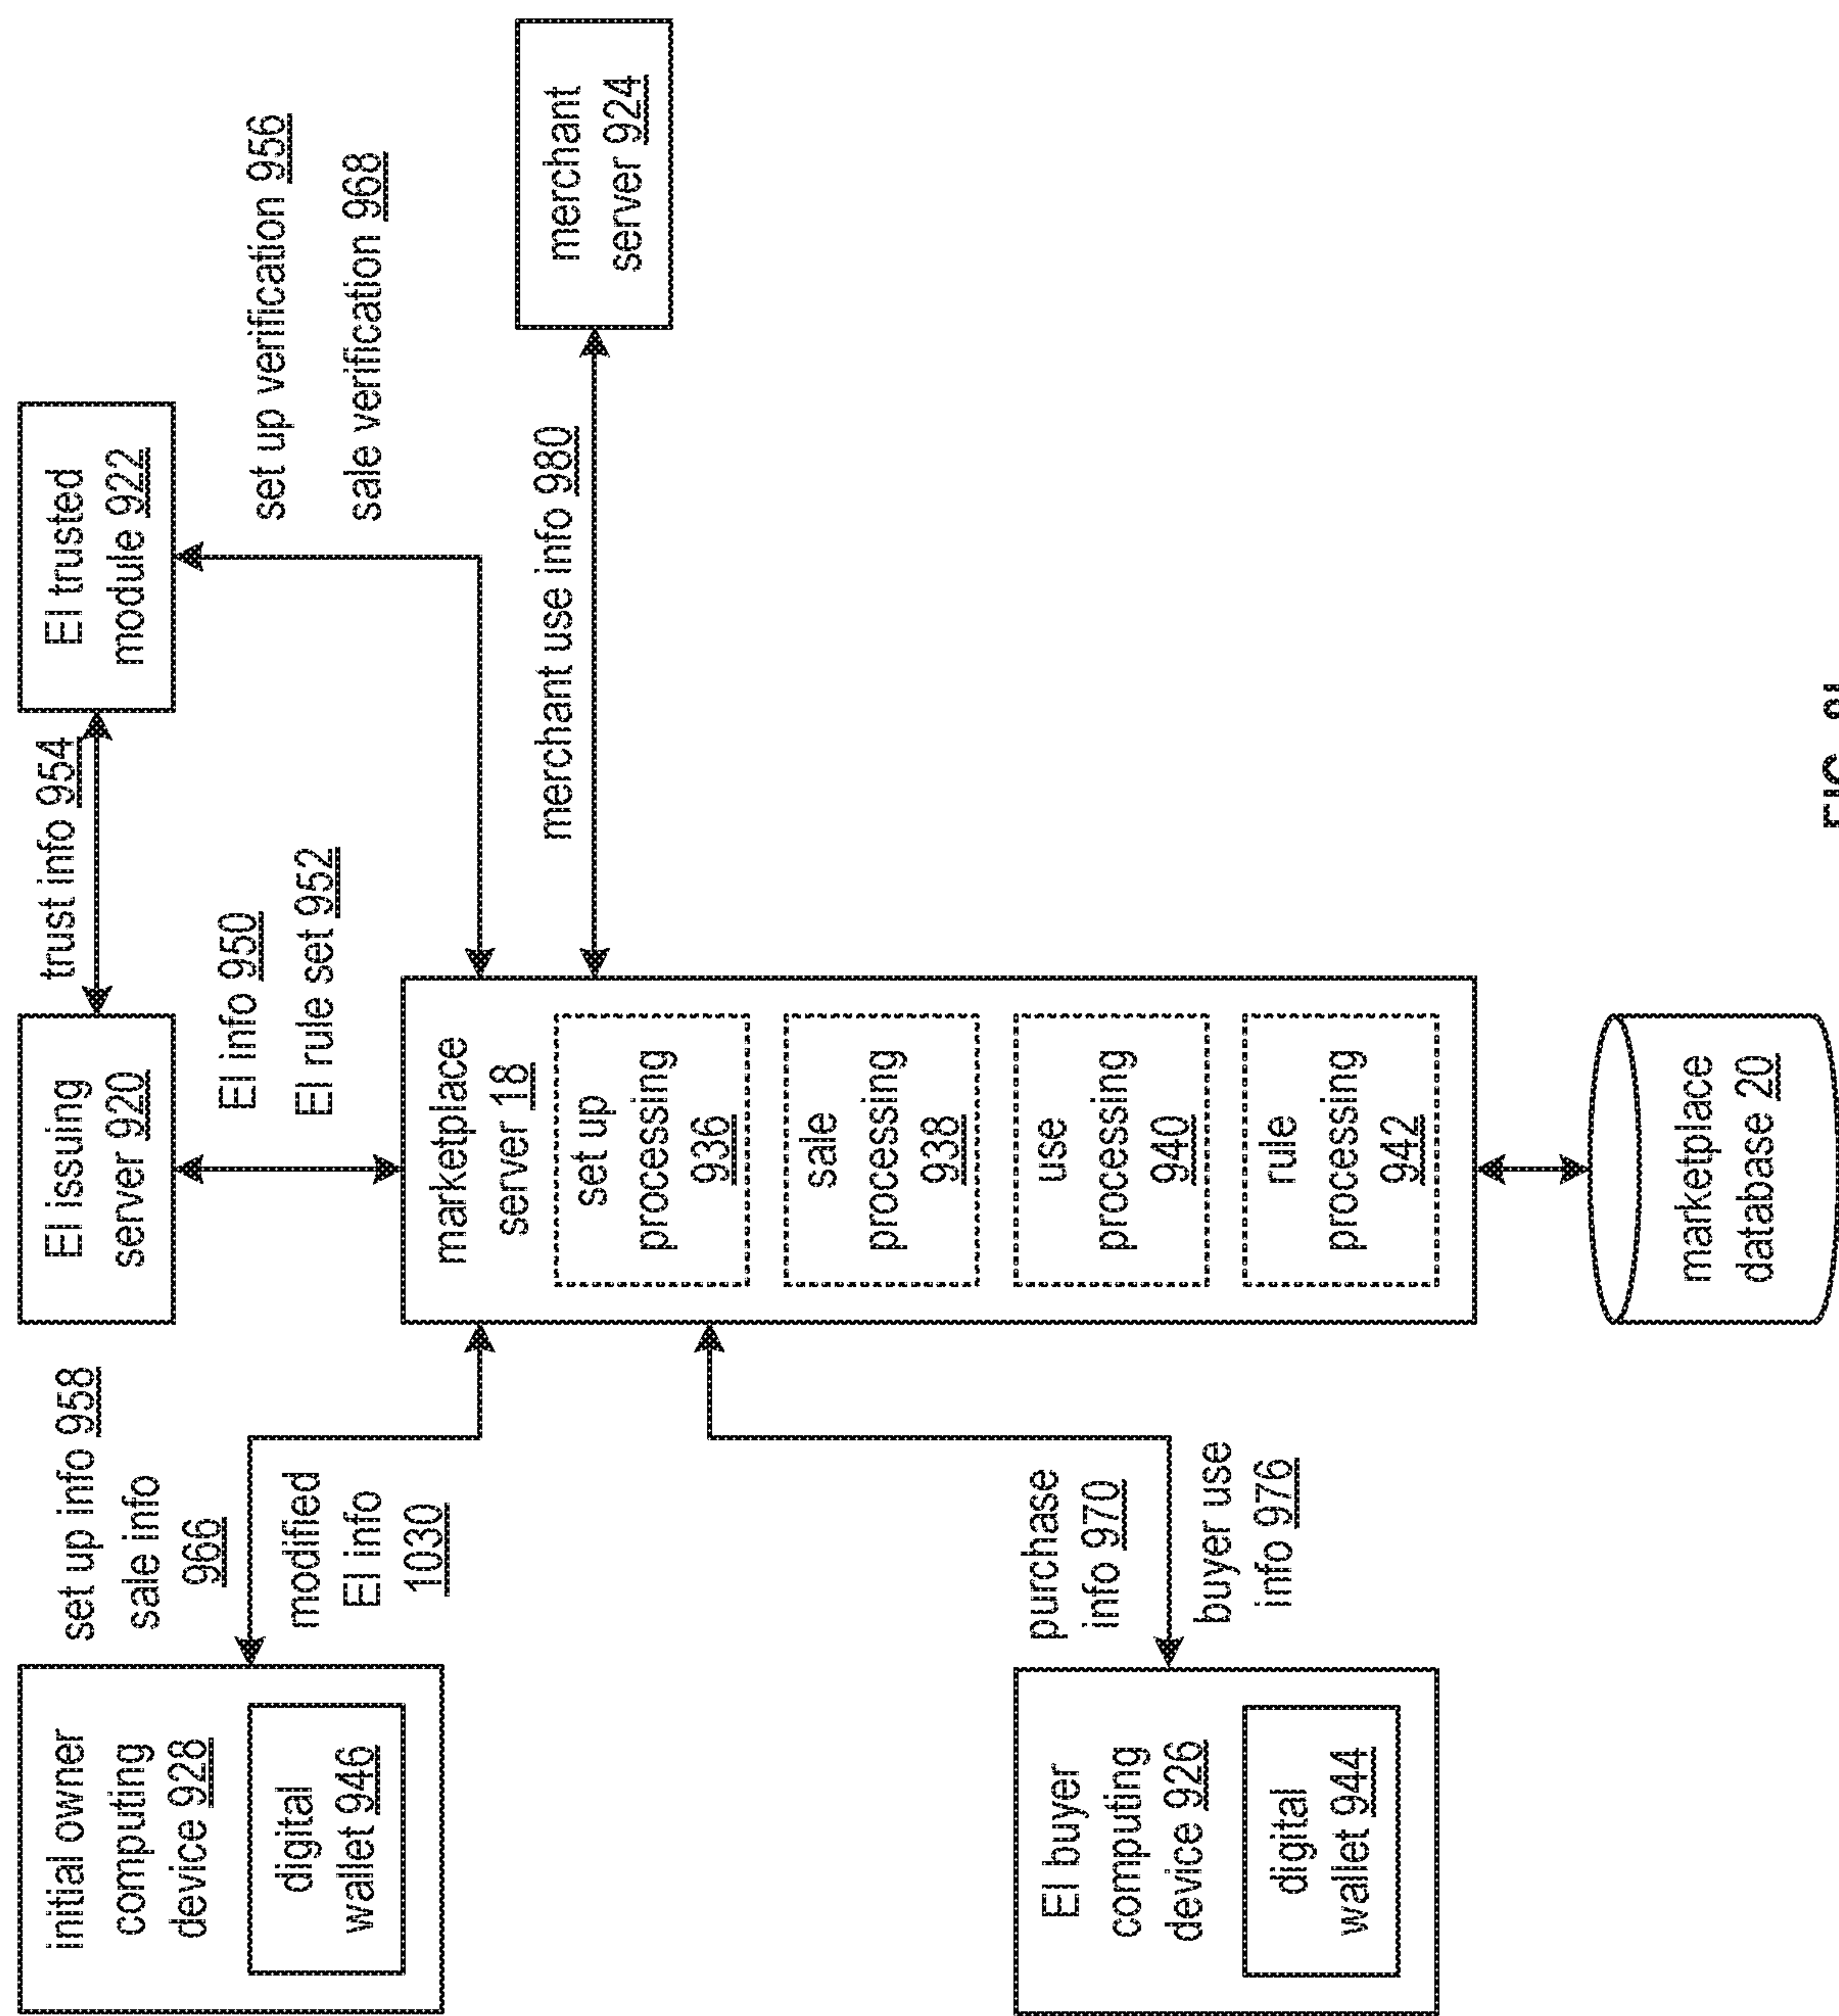 initial owner
computing
device 928
digital
wallet 946
set up info 958
sale info
966
modified
EI info
1030
EI issuing
server 920
trust info 954
EI trusted
module 922
EI info 950
EI rule set 952
set up verification 956
sale verification 968
marketplace
server 18
set up
processing
936
sale
processing
938
use
processing
940
rule
processing
942
merchant use info 980
merchant
server 924
EI buyer
computing
device 926
digital
wallet 944
purchase
info 970
buyer use
info 976
marketplace
database 20